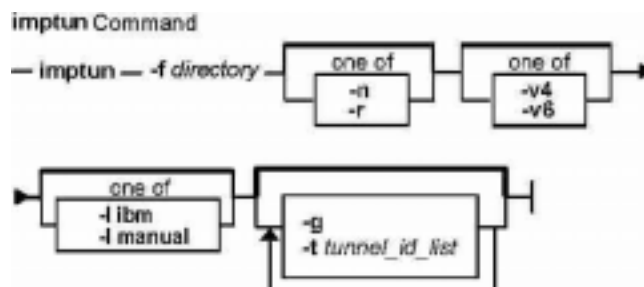 imptun Command
imptun -f directory one of one of
-n -v4
-r -v6
one of
-l ibm -g
-l manual -t tunnel_id_list